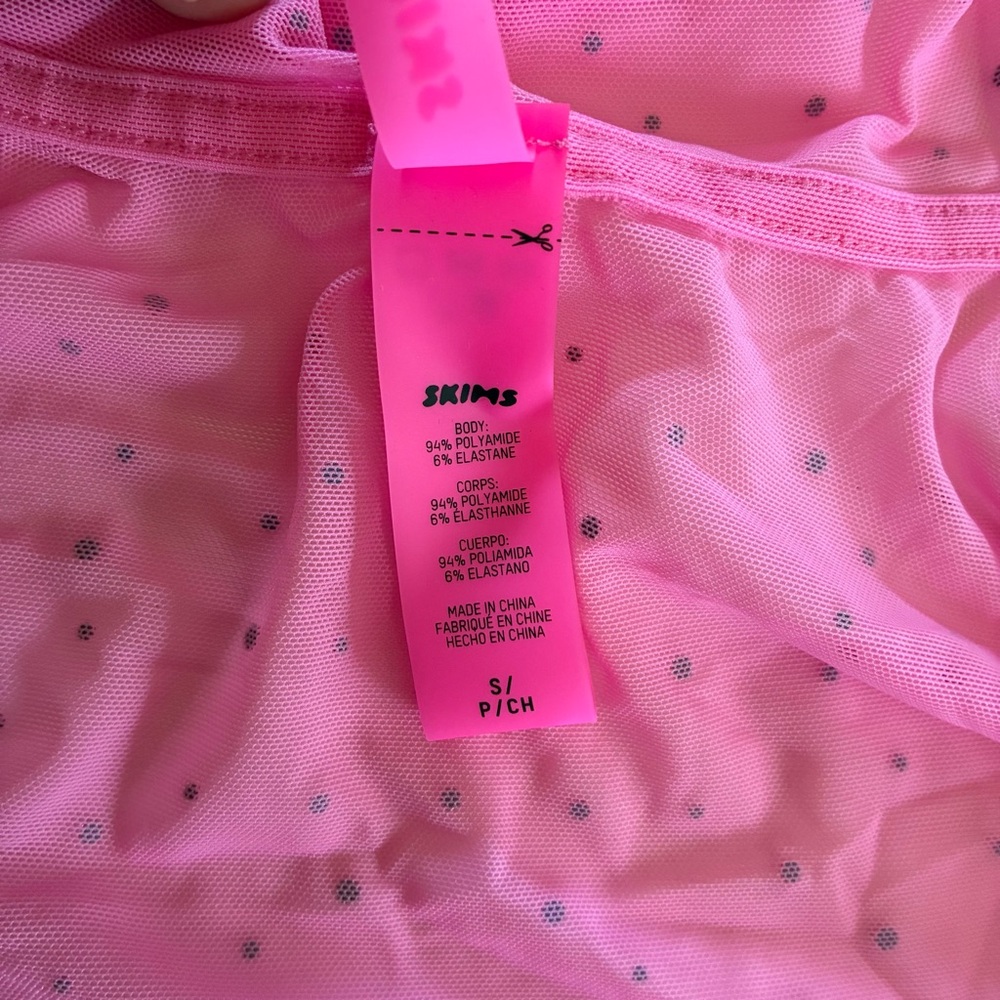 SKIMS
SKIMS
BODY:
94% POLYAMIDE
6% ELASTANE
CORPS:
94% POLYAMIDE
6% ÉLASTHANNE
CUERPO:
94% POLIAMIDA
6% ELASTANO
MADE IN CHINA
FABRIQUÉ EN CHINE
HECHO EN CHINA
S/
P/CH